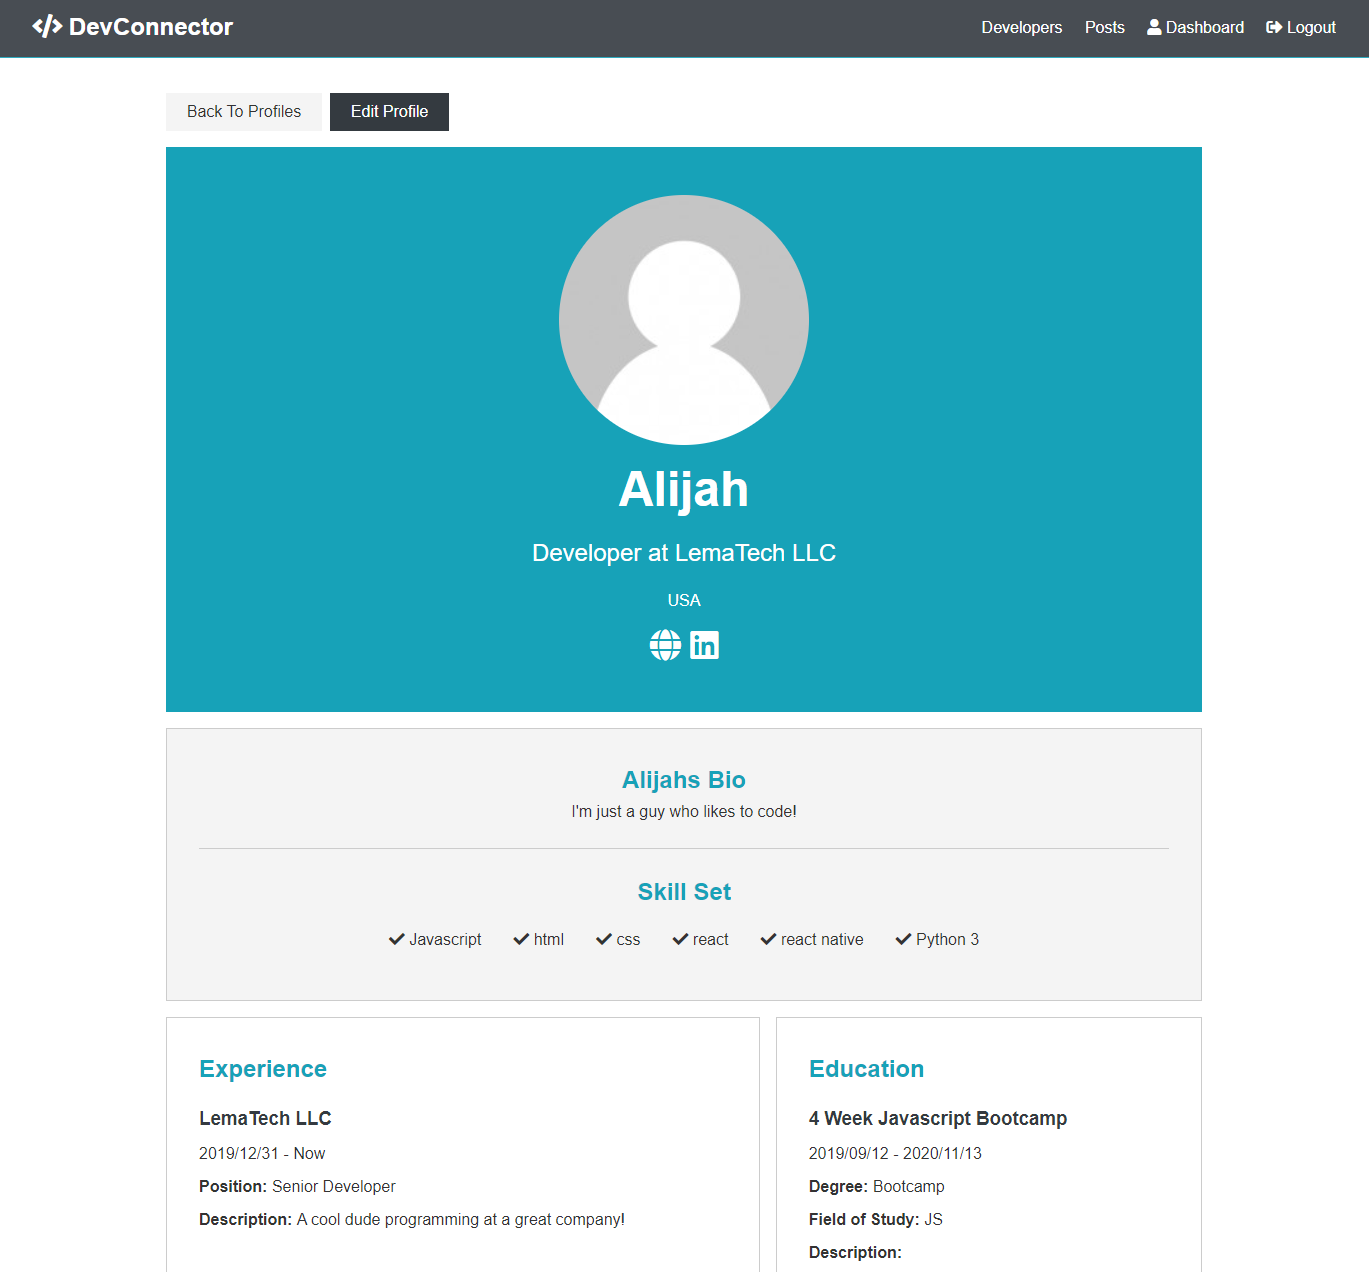 DevConnector
Developers Posts Dashboard Logout
Back To Profiles Edit Profile
Alijah
Developer at LemaTech LLC
USA
in
Alijahs Bio
I'm just a guy who likes to code!
Skill Set
Javascript html css react react native Python 3
Experience
LemaTech LLC
2019/12/31 - Now
Position: Senior Developer
Description: A cool dude programming at a great company!
Education
4 Week Javascript Bootcamp
2019/09/12 - 2020/11/13
Degree: Bootcamp
Field of Study: JS
Description: